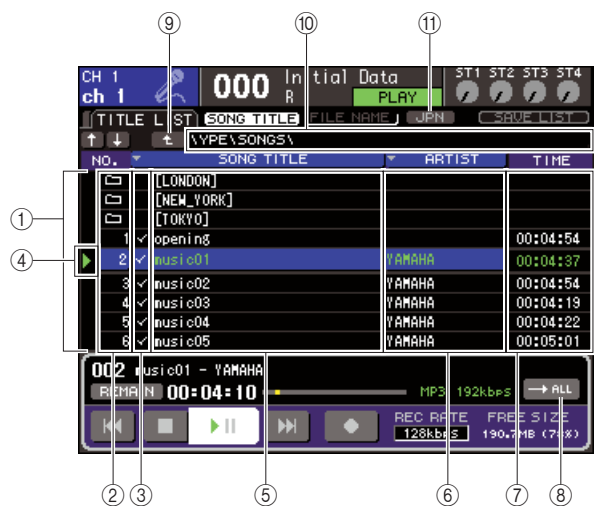 ⑨ ⑩ ⑪
CH 1 000 Initial Data ST1 ST2 ST3 ST4
ch 1 R PLAY
TITLE LIST SONG TITLE FILE NAME JPN SAVE LIST
\YPE\SONGS\
NO. SONG TITLE ARTIST TIME
[LONDON]
[NEW_YORK]
[TOKYO]
1 opening 00:04:54
2 music01 YAMAHA 00:04:37
3 music02 YAMAHA 00:04:54
4 music03 YAMAHA 00:04:19
5 music04 YAMAHA 00:04:22
6 music05 YAMAHA 00:05:01
① ④
002 music01 - YAMAHA
REMAIN 00:04:10 MP3 192kbps → ALL
REC RATE FREE SIZE
128kbps 190.7MB (78%)
② ③ ⑤ ⑥ ⑦ ⑧